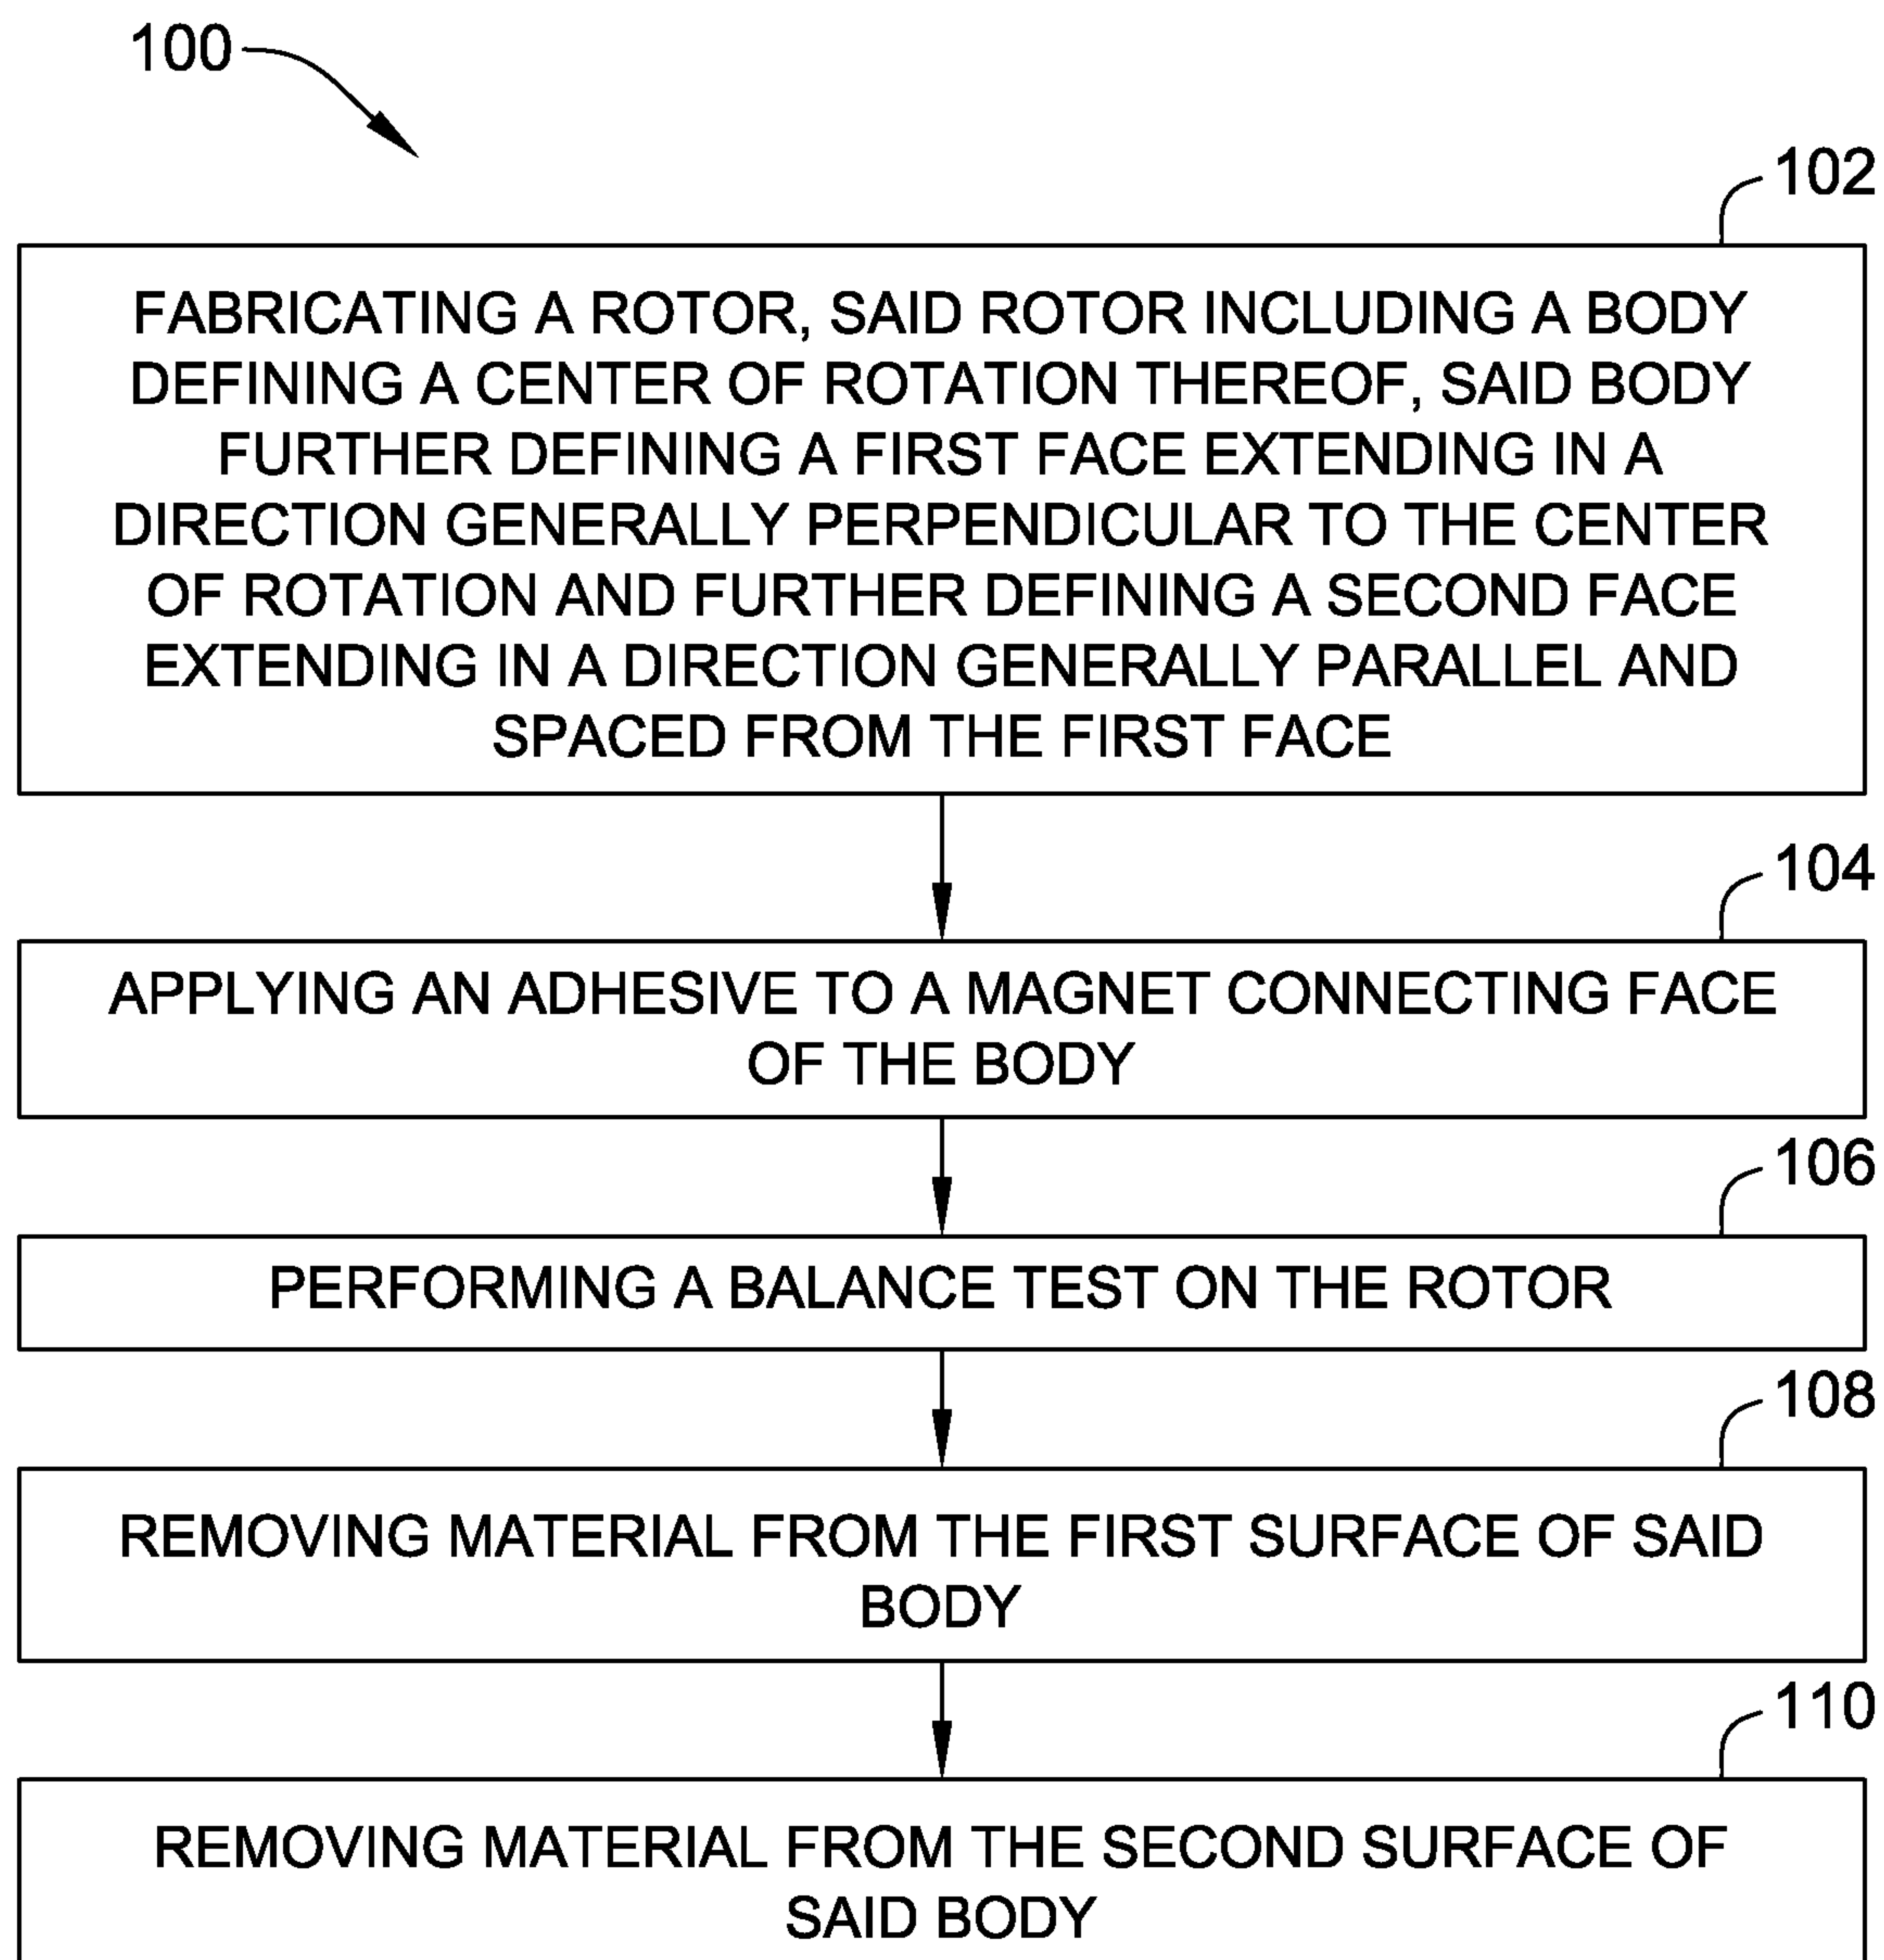 100
102
FABRICATING A ROTOR, SAID ROTOR INCLUDING A BODY
DEFINING A CENTER OF ROTATION THEREOF, SAID BODY
FURTHER DEFINING A FIRST FACE EXTENDING IN A
DIRECTION GENERALLY PERPENDICULAR TO THE CENTER
OF ROTATION AND FURTHER DEFINING A SECOND FACE
EXTENDING IN A DIRECTION GENERALLY PARALLEL AND
SPACED FROM THE FIRST FACE
104
APPLYING AN ADHESIVE TO A MAGNET CONNECTING FACE
OF THE BODY
106
PERFORMING A BALANCE TEST ON THE ROTOR
108
REMOVING MATERIAL FROM THE FIRST SURFACE OF SAID
BODY
110
REMOVING MATERIAL FROM THE SECOND SURFACE OF
SAID BODY